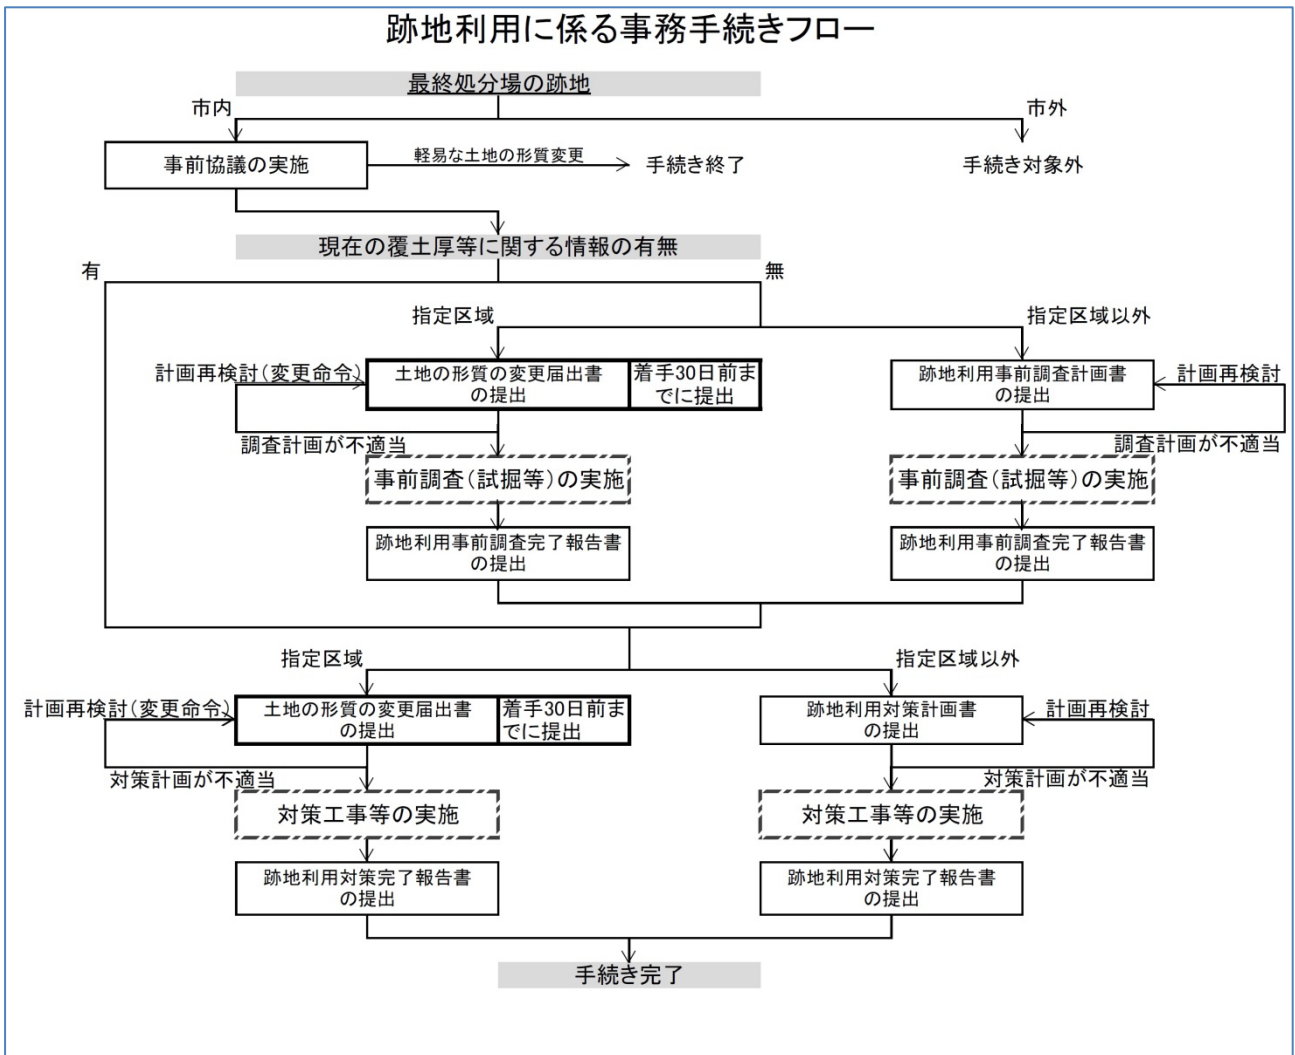 跡地利用に係る事務手続きフロー
最終処分場の跡地
市内
市外
事前協議の実施
軽易な土地の形質変更
手続き終了
手続き対象外
現在の覆土厚等に関する情報の有無
有
無
指定区域
指定区域以外
計画再検討(変更命令)
土地の形質の変更届出書
の提出
着手30日前ま
でに提出
跡地利用事前調査計画書
の提出
計画再検討
調査計画が不適当
調査計画が不適当
事前調査(試掘等)の実施
事前調査(試掘等)の実施
跡地利用事前調査完了報告書
の提出
跡地利用事前調査完了報告書
の提出
指定区域
指定区域以外
計画再検討(変更命令)
土地の形質の変更届出書
の提出
着手30日前ま
でに提出
跡地利用対策計画書
の提出
計画再検討
対策計画が不適当
対策計画が不適当
対策工事等の実施
対策工事等の実施
跡地利用対策完了報告書
の提出
跡地利用対策完了報告書
の提出
手続き完了